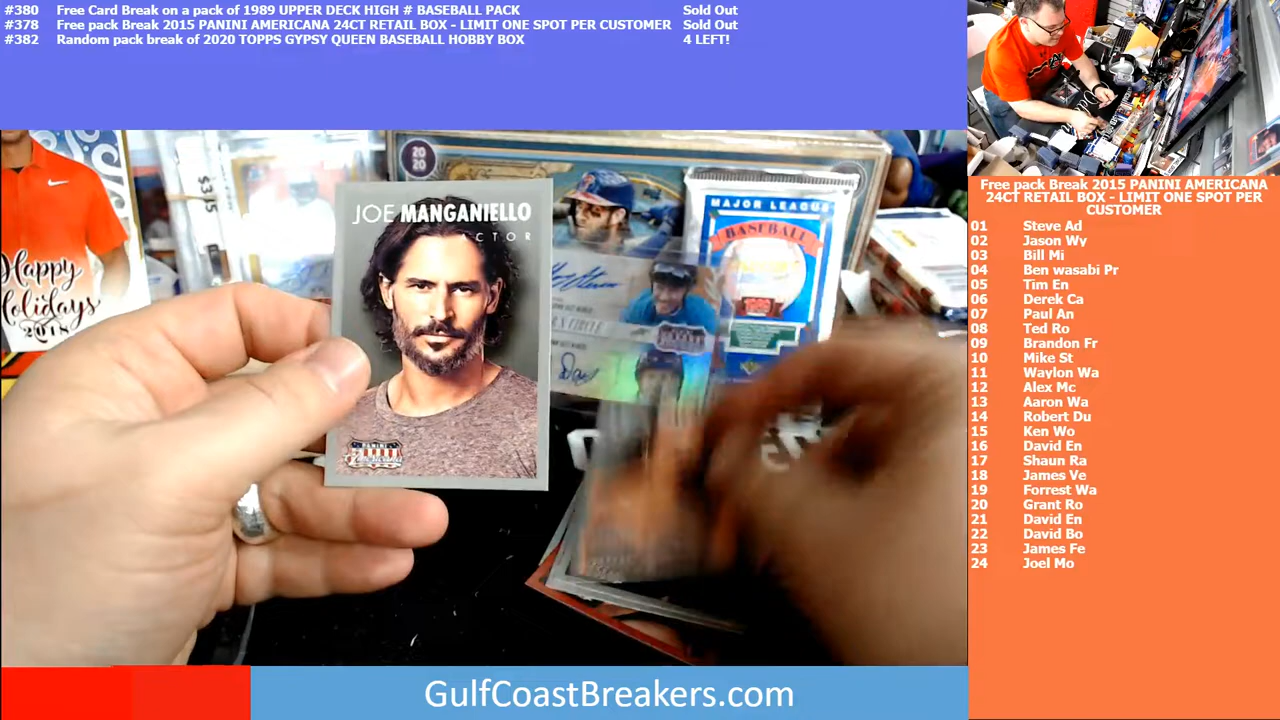 #380 Free Card Break on a pack of 1989 UPPER DECK HIGH # BASEBALL PACK Sold Out
#378 Free pack Break 2015 PANINI AMERICANA 24CT RETAIL BOX - LIMIT ONE SPOT PER CUSTOMER Sold Out
#382 Random pack break of 2020 TOPPS GYPSY QUEEN BASEBALL HOBBY BOX 4 LEFT!
20
20
$315
MAJOR LEAGUE
BASEBALL
1989
JOE MANGANIELLO
CTOR
PANINI
Happy
Holidays
2018
CIRCLE
Free pack Break 2015 PANINI AMERICANA
24CT RETAIL BOX - LIMIT ONE SPOT PER
CUSTOMER
01 Steve Ad
02 Jason Wy
03 Bill Mi
04 Ben wasabi Pr
05 Tim En
06 Derek Ca
07 Paul An
08 Ted Ro
09 Brandon Fr
10 Mike St
11 Waylon Wa
12 Alex Mc
13 Aaron Wa
14 Robert Du
15 Ken Wo
16 David En
17 Shaun Ra
18 James Ve
19 Forrest Wa
20 Grant Ro
21 David En
22 David Bo
23 James Fe
24 Joel Mo
GulfCoastBreakers.com